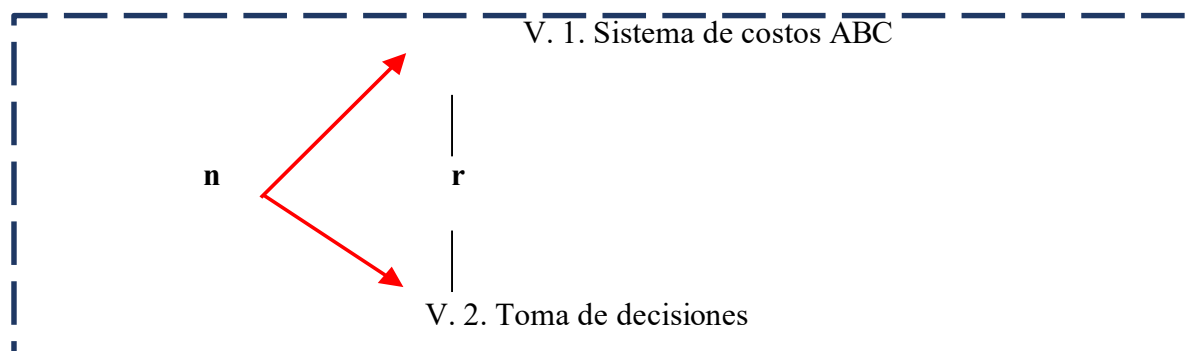 V. 1. Sistema de costos ABC
n r
V. 2. Toma de decisiones